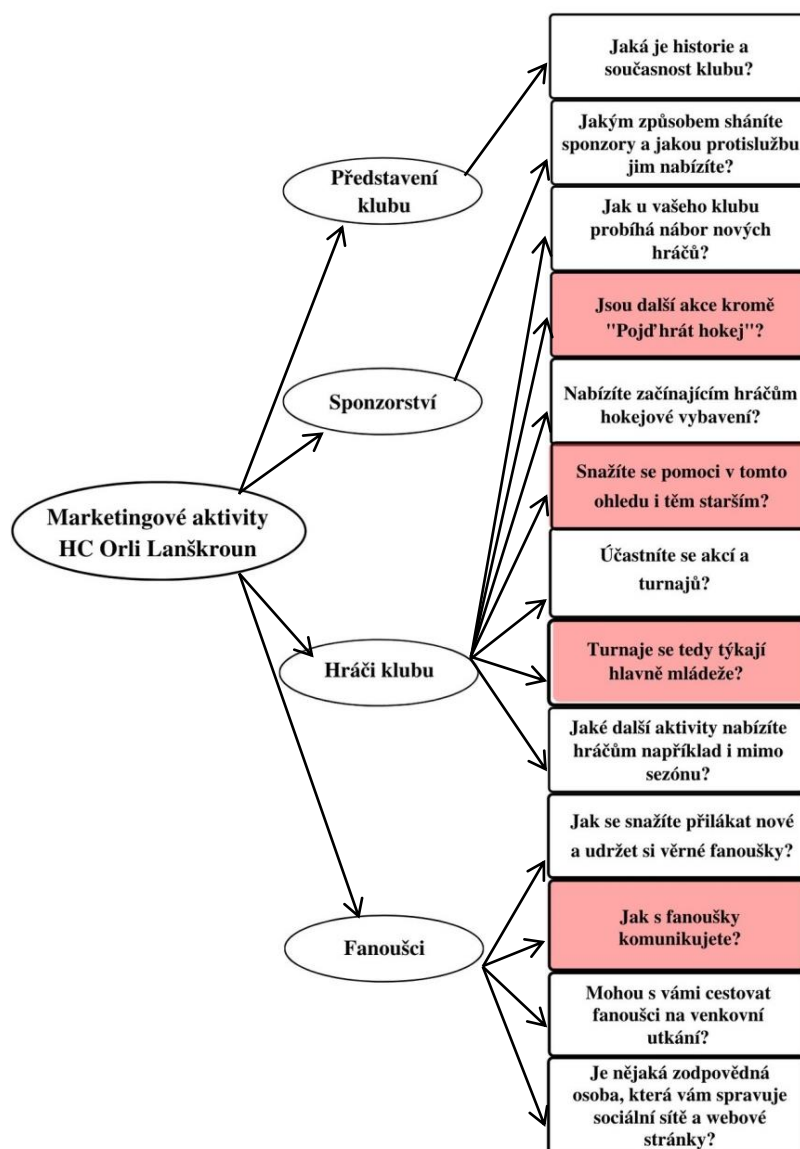 Jaká je historie a
současnost klubu?
Jakým způsobem sháníte
sponzory a jakou protislužbu
jim nabízíte?
Představení
klubu
Jak u vašeho klubu
probíhá nábor nových
hráčů?
Jsou další akce kromě
"Pojď hrát hokej"?
Sponzorství
Nabízíte začínajícím hráčům
hokejové vybavení?
Snažíte se pomoci v tomto
ohledu i těm starším?
Marketingové aktivity
HC Orli Lanškroun
Účastníte se akcí a
turnajů?
Hráči klubu
Turnaje se tedy týkají
hlavně mládeže?
Jaké další aktivity nabízíte
hráčům například i mimo
sezónu?
Jak se snažíte přilákat nové
a udržet si věrné fanoušky?
Fanoušci
Jak s fanoušky
komunikujete?
Mohou s vámi cestovat
fanoušci na venkovní
utkání?
Je nějaká zodpovědná
osoba, která vám spravuje
sociální sítě a webové
stránky?